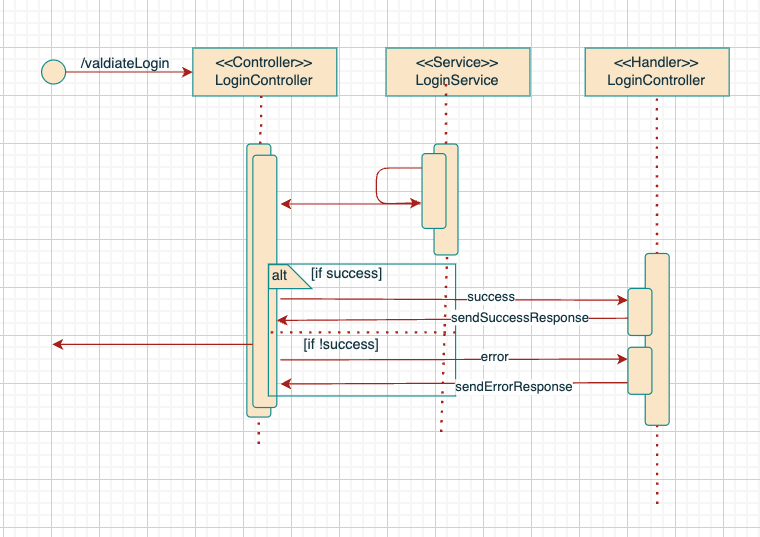 /valdiateLogin
<<Controller>>
LoginController
<<Service>>
LoginService
<<Handler>>
LoginController
alt
[if success]
success
sendSuccessResponse
[if !success]
error
sendErrorResponse